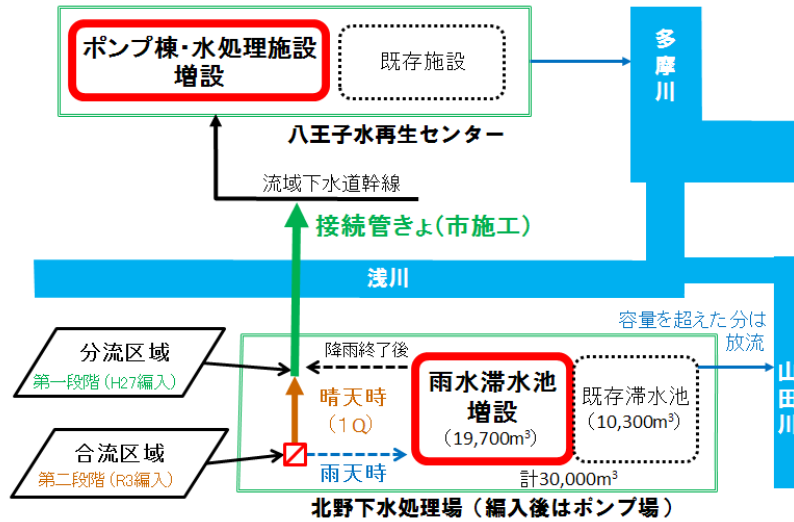 ポンプ棟・水処理施設
増設
既存施設
多摩川
八王子水再生センター
流域下水道幹線
接続管きょ(市施工)
浅川
容量を超えた分は
放流
分流区域
第一段階(H27編入)
降雨終了後
雨水滞水池
増設
(19,700m³)
既存滞水池
(10,300m³)
山田川
晴天時
(1Q)
合流区域
第二段階(R3編入)
雨天時
計30,000m³
北野下水処理場(編入後はポンプ場)